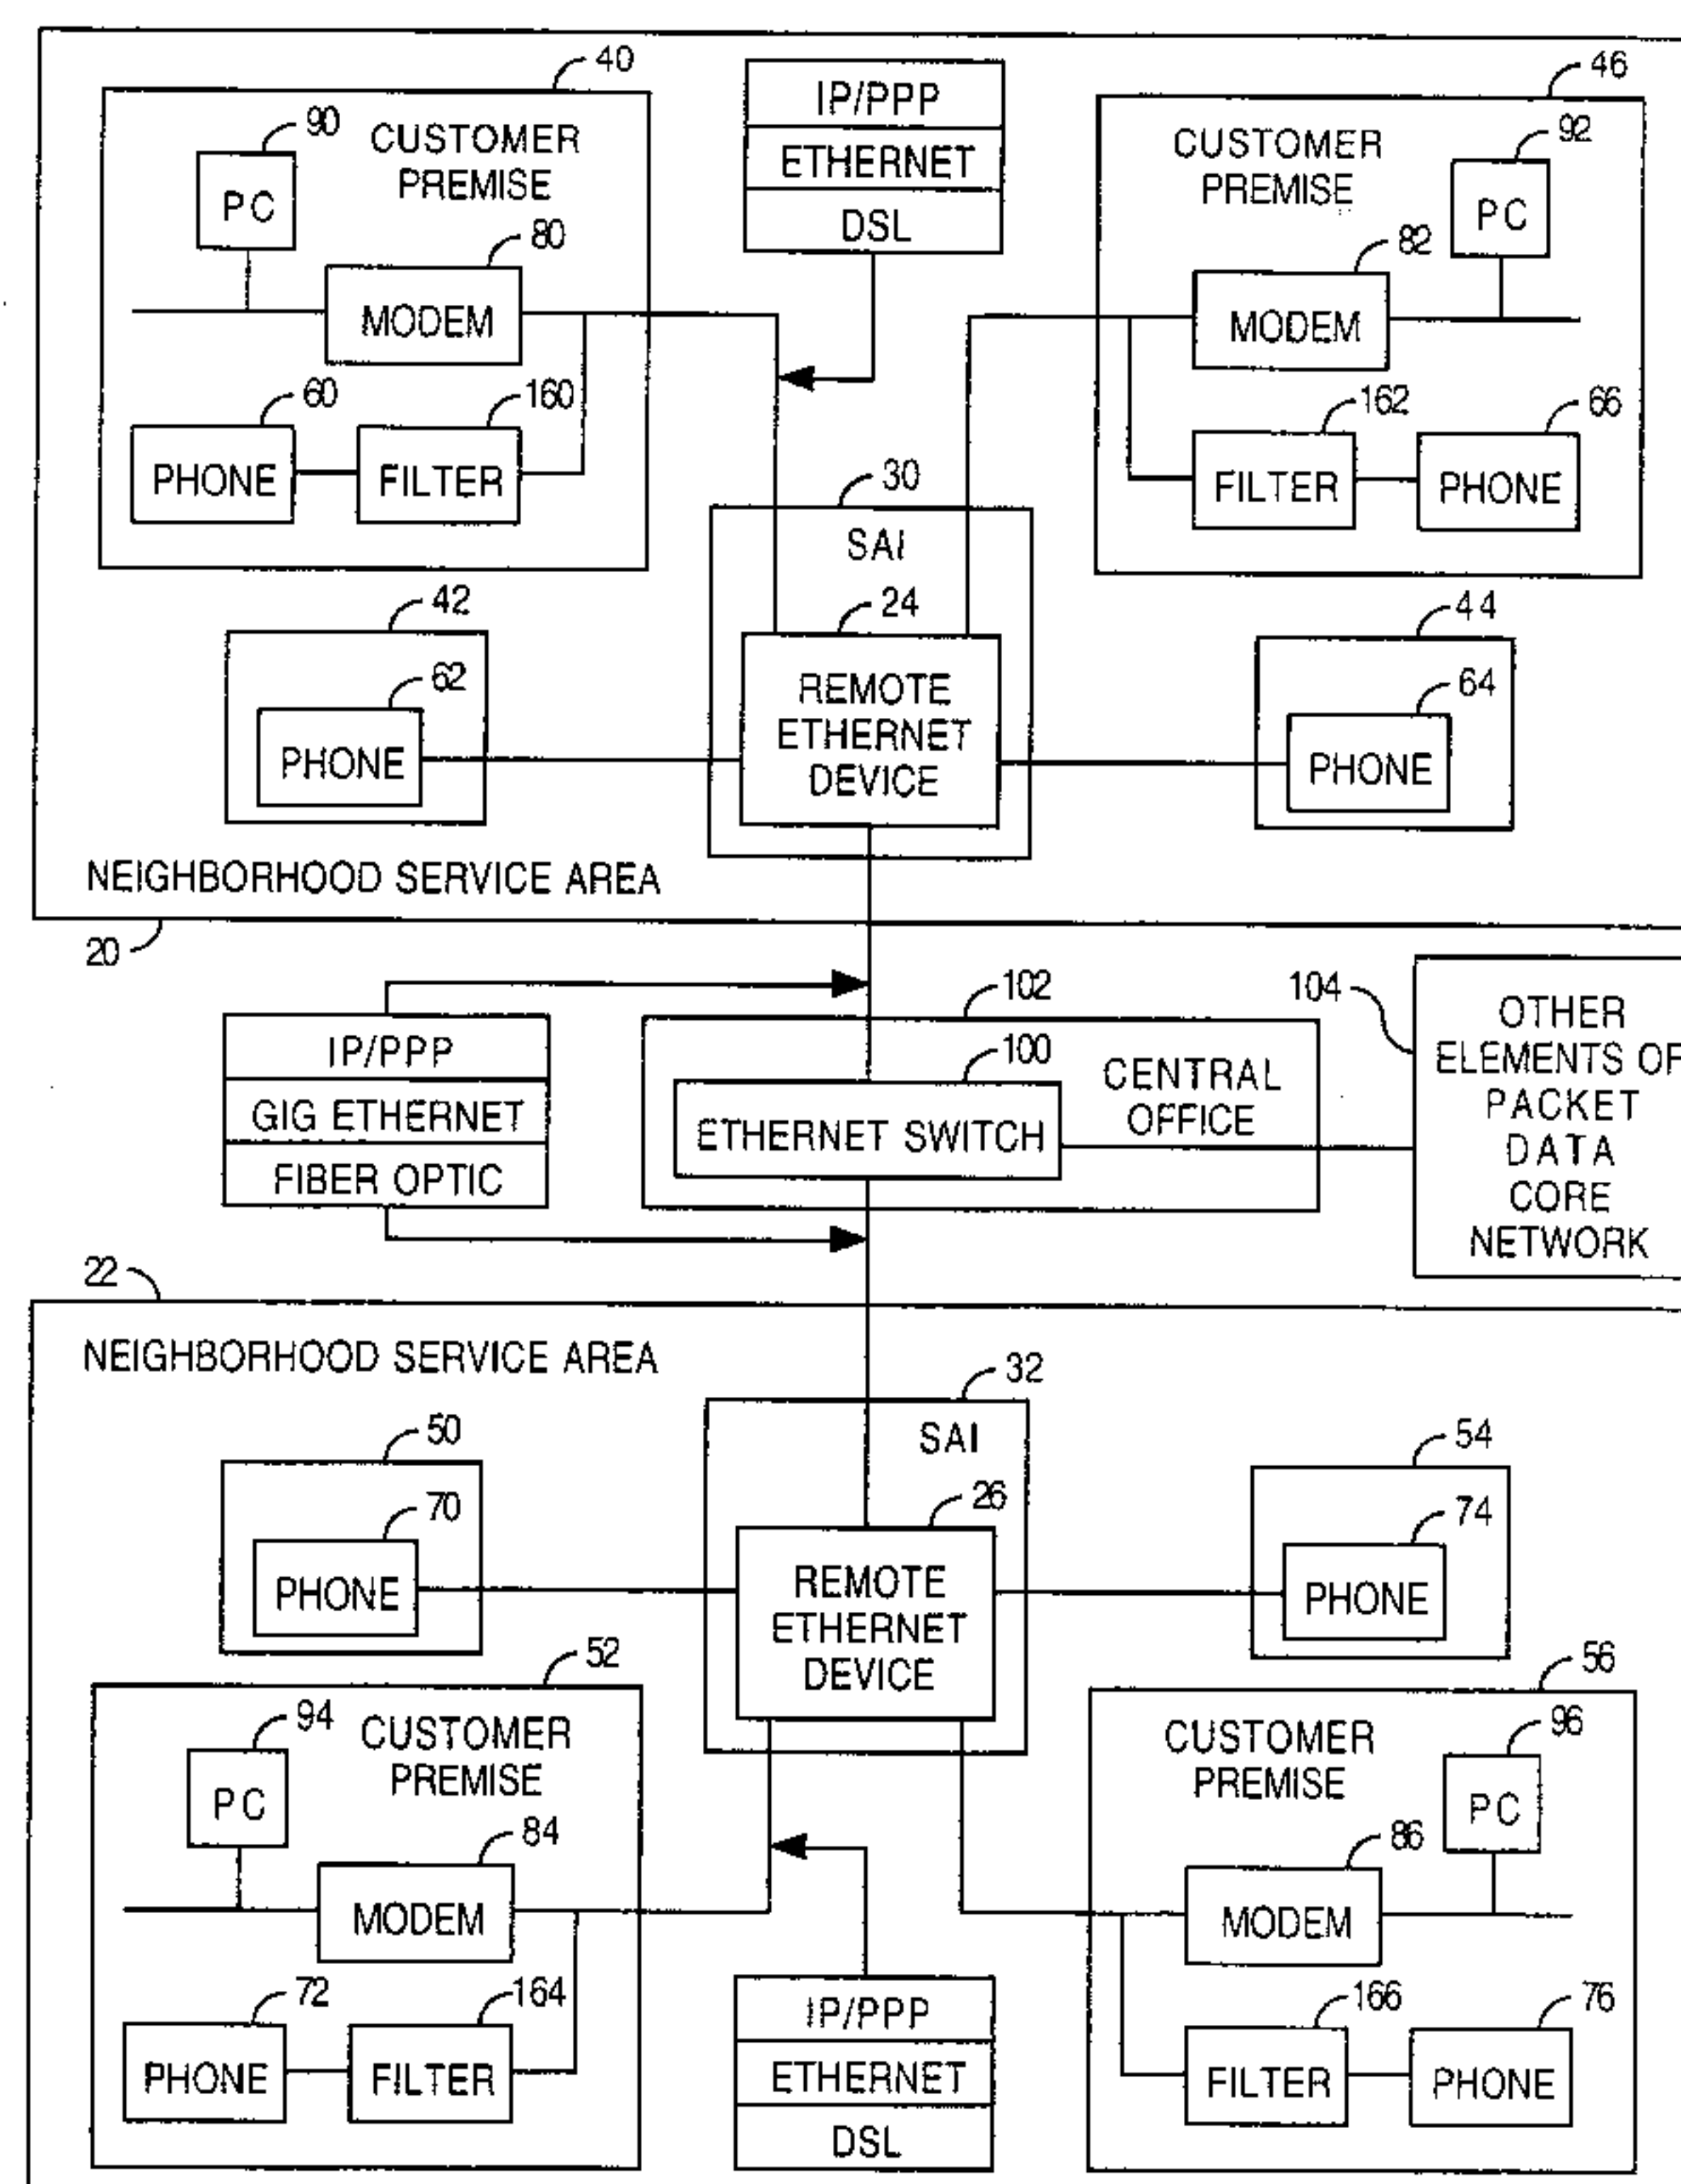 40
CUSTOMER
PREMISE
90
PC
80
MODEM
60
PHONE
160
FILTER
IP/PPP
ETHERNET
DSL
46
CUSTOMER
PREMISE
92
PC
82
MODEM
162
FILTER
66
PHONE
30
SAI
24
REMOTE
ETHERNET
DEVICE
42
62
PHONE
44
64
PHONE
NEIGHBORHOOD SERVICE AREA
20
IP/PPP
GIG ETHERNET
FIBER OPTIC
102
100
ETHERNET SWITCH
CENTRAL
OFFICE
104
OTHER
ELEMENTS OF
PACKET
DATA
CORE
NETWORK
22
NEIGHBORHOOD SERVICE AREA
32
SAI
26
REMOTE
ETHERNET
DEVICE
50
70
PHONE
54
74
PHONE
52
CUSTOMER
PREMISE
94
PC
84
MODEM
72
PHONE
164
FILTER
IP/PPP
ETHERNET
DSL
56
CUSTOMER
PREMISE
96
PC
86
MODEM
166
FILTER
76
PHONE